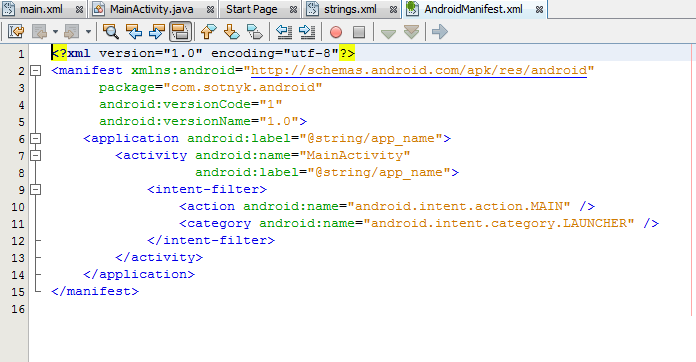 main.xml MainActivity.java Start Page strings.xml AndroidManifest.xml
1 <?xml version="1.0" encoding="utf-8"?>
2 <manifest xmlns:android="http://schemas.android.com/apk/res/android"
3 package="com.sotnyk.android"
4 android:versionCode="1"
5 android:versionName="1.0">
6 <application android:label="@string/app_name">
7 <activity android:name="MainActivity"
8 android:label="@string/app_name">
9 <intent-filter>
10 <action android:name="android.intent.action.MAIN" />
11 <category android:name="android.intent.category.LAUNCHER" />
12 </intent-filter>
13 </activity>
14 </application>
15 </manifest>
16